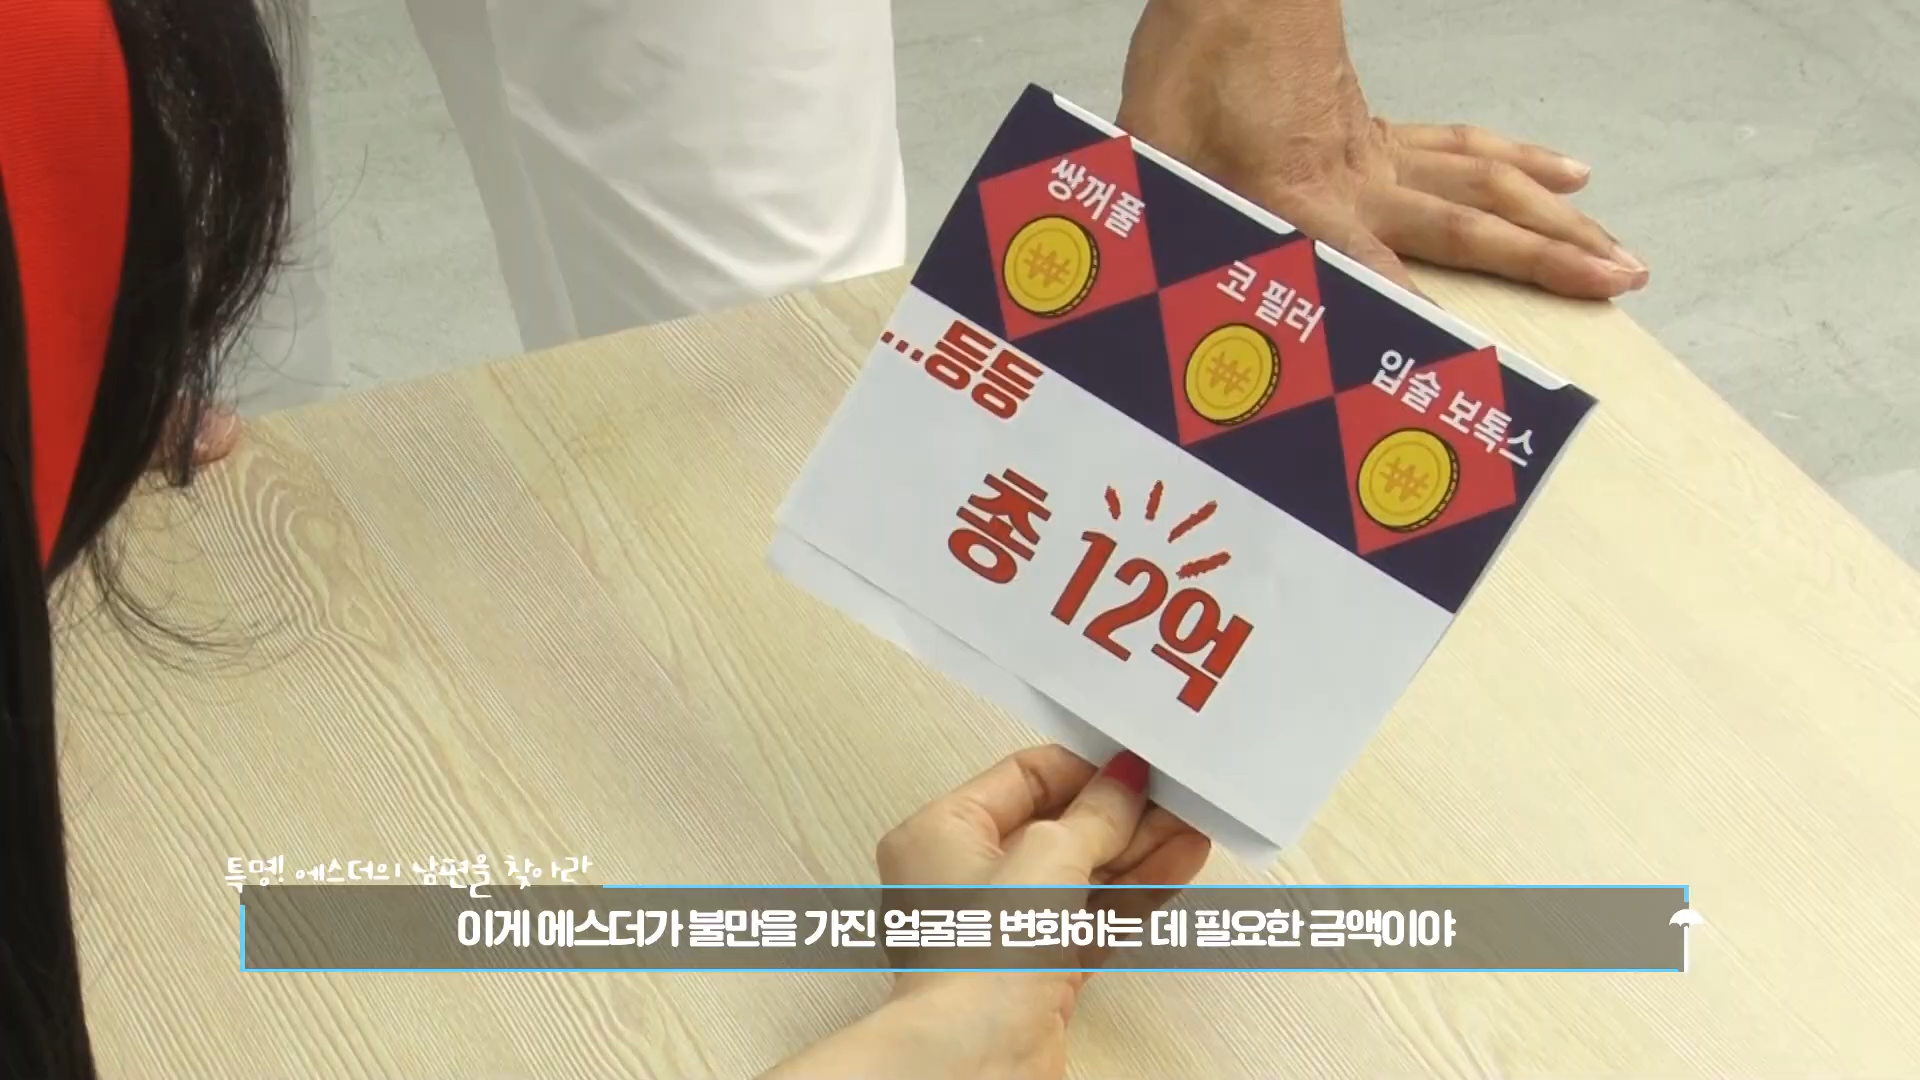 쌍꺼풀
코 필러
입술 보톡스
...등등
총 12억
특명! 에스더의 남편을 찾아라
이게 에스더가 불만을 가진 얼굴을 변화하는 데 필요한 금액이야